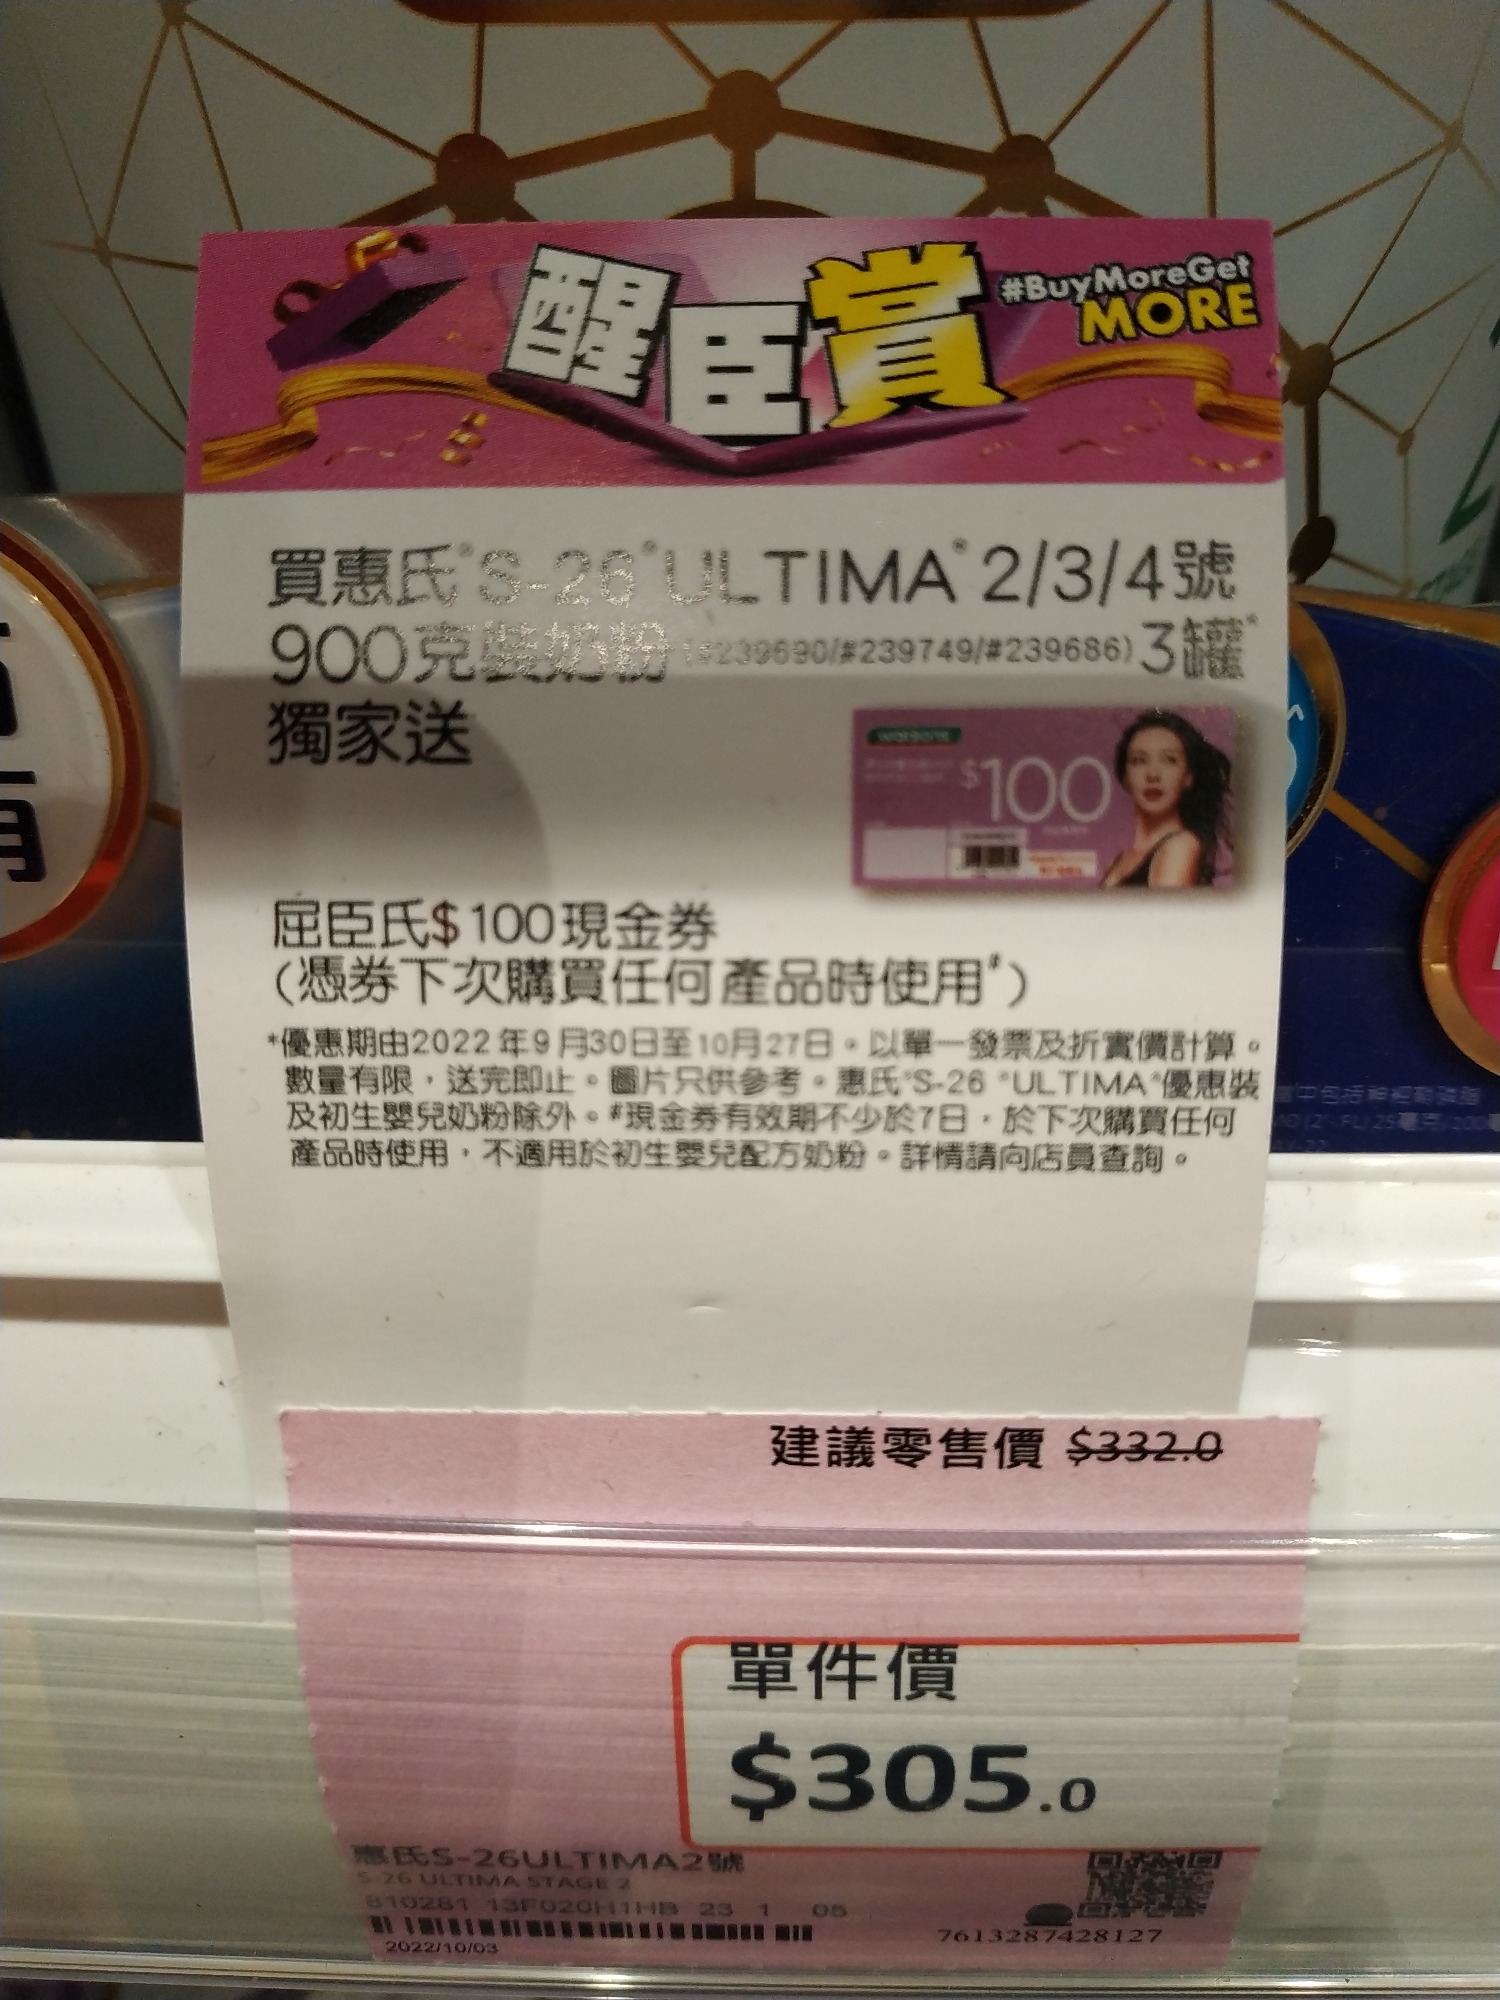 醒臣賞
#BuyMoreGet
MORE
買惠氏®S-26®ULTIMA®2/3/4號
900克裝奶粉(#239690/#239749/#239686)3罐*
獨家送
watsons
$100
屈臣氏$100現金券
(憑券下次購買任何產品時使用#)
*優惠期由2022年9月30日至10月27日。以單一發票及折實價計算。
數量有限，送完即止。圖片只供參考。惠氏®S-26®ULTIMA®優惠裝
及初生嬰兒奶粉除外。#現金券有效期不少於7日，於下次購買任何
產品時使用，不適用於初生嬰兒配方奶粉。詳情請向店員查詢。
建議零售價 $332.0
單件價
$305.0
惠氏S-26ULTIMA2號
S-26 ULTIMA STAGE 2
810281 13F020H1HB 23 1 05
2022/10/03
7613287428127